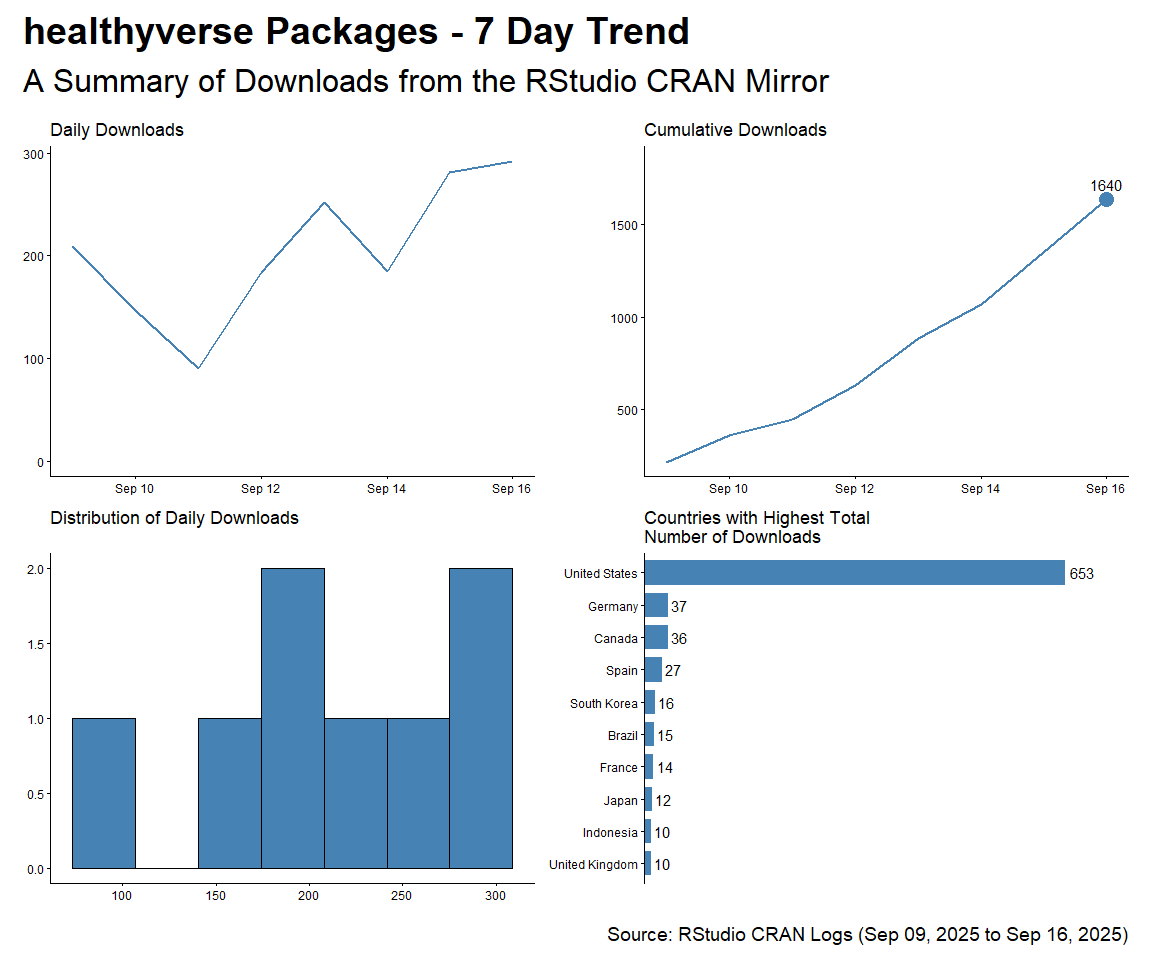 healthyverse Packages - 7 Day Trend
A Summary of Downloads from the RStudio CRAN Mirror
Daily Downloads
300
200
100
0
Sep 10 Sep 12 Sep 14 Sep 16
Cumulative Downloads
1640
1500
1000
500
Sep 10 Sep 12 Sep 14 Sep 16
Distribution of Daily Downloads
2.0
1.5
1.0
0.5
0.0
100 150 200 250 300
Countries with Highest Total
Number of Downloads
United States 653
Germany 37
Canada 36
Spain 27
South Korea 16
Brazil 15
France 14
Japan 12
Indonesia 10
United Kingdom 10
Source: RStudio CRAN Logs (Sep 09, 2025 to Sep 16, 2025)